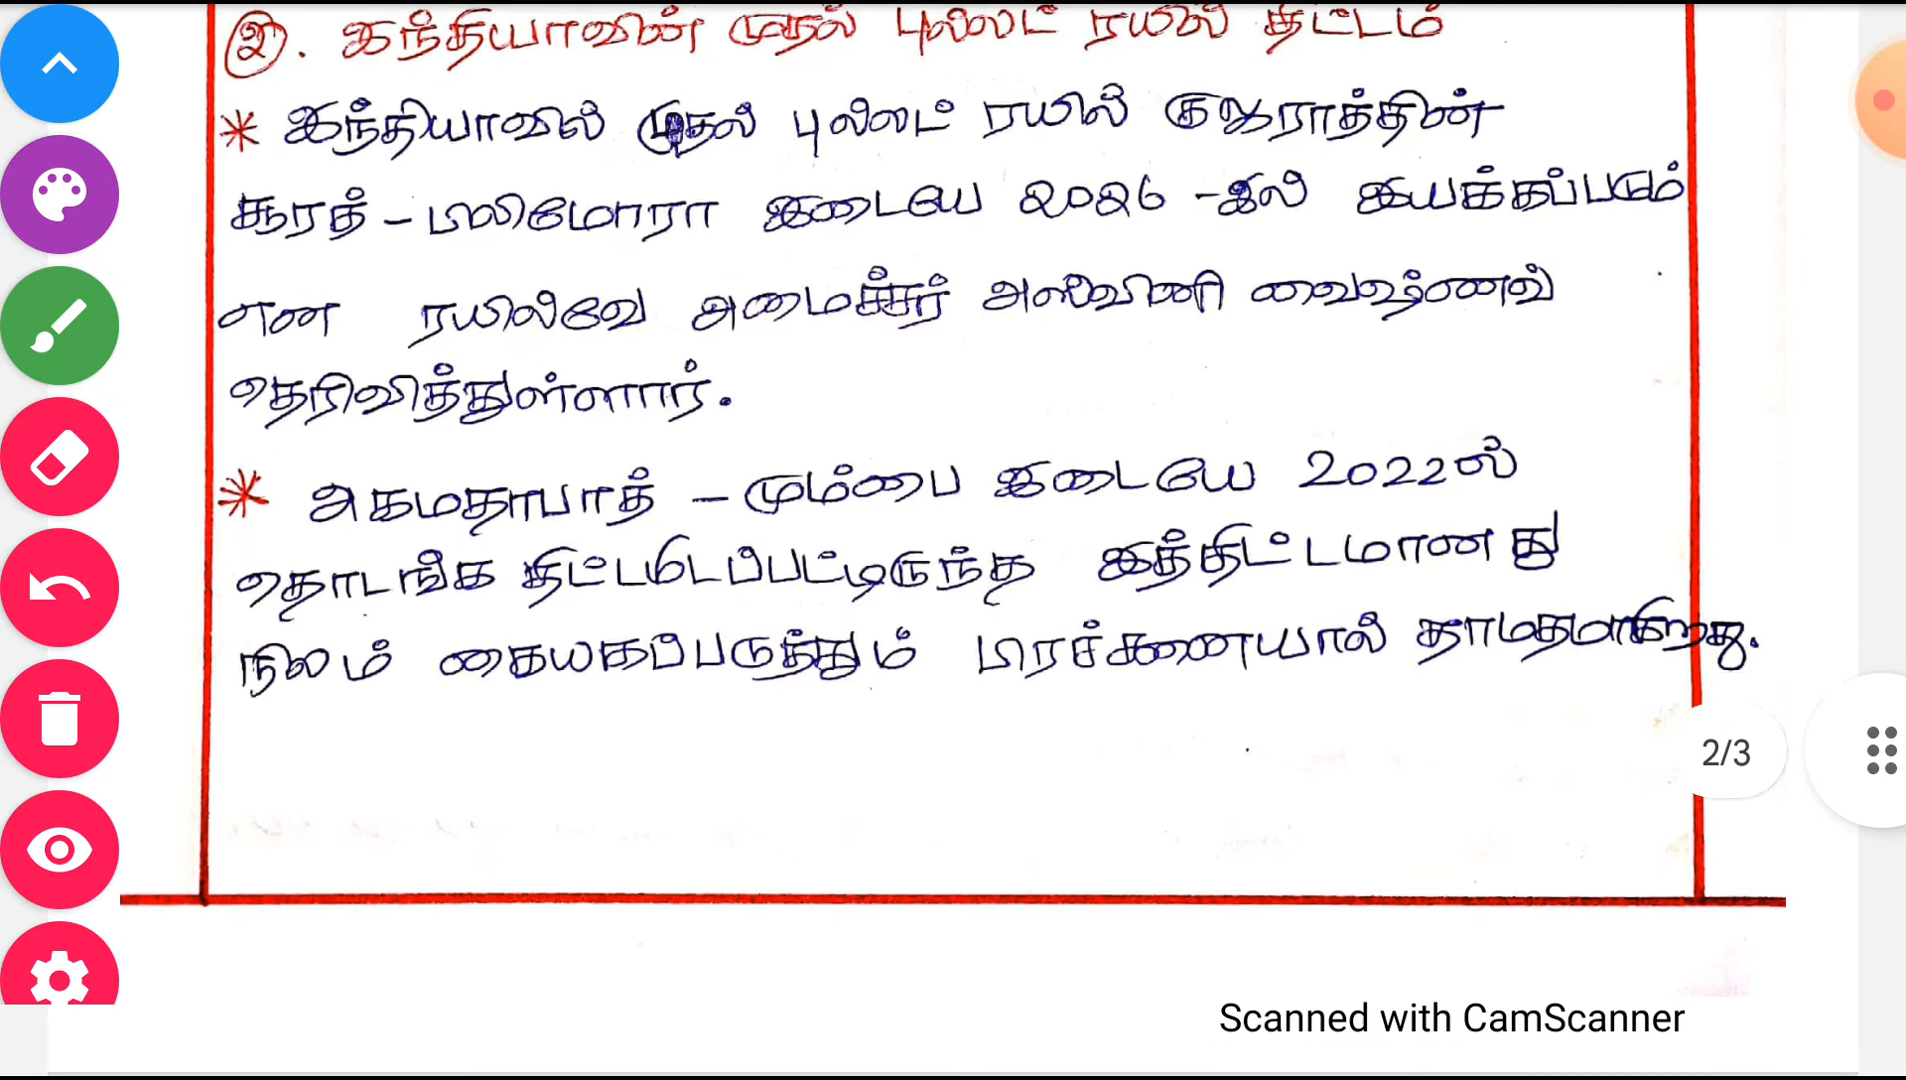 2. இந்தியாவின் முதல் புல்லட் ரயில் திட்டம்
* இந்தியாவில் முதல் புல்லட் ரயில் குஜராத்தின்
சூரத் - பிலிமோரா இடையே 2026 -இல் இயக்கப்படும்
என ரயில்வே அமைச்சர் அஸ்வினி வைஷ்ணவ்
தெரிவித்துள்ளார்.
* அகமதாபாத் - மும்பை இடையே 2022ல்
தொடங்க திட்டமிடப்பட்டிருந்த இத்திட்டமானது
நிலம் கையகப்படுத்தும் பிரச்சனையால் தாமதமாகிறது.
2/3
Scanned with CamScanner